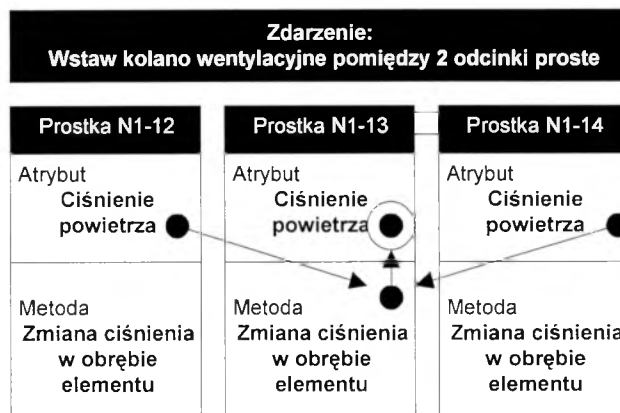 Zdarzenie:
Wstaw kolano wentylacyjne pomiędzy 2 odcinki proste
Prostka N1-12
Atrybut
Ciśnienie
powietrza
Metoda
Zmiana ciśnienia
w obrębie
elementu
Prostka N1-13
Atrybut
Ciśnienie
powietrza
Metoda
Zmiana ciśnienia
w obrębie
elementu
Prostka N1-14
Atrybut
Ciśnienie
powietrza
Metoda
Zmiana ciśnienia
w obrębie
elementu